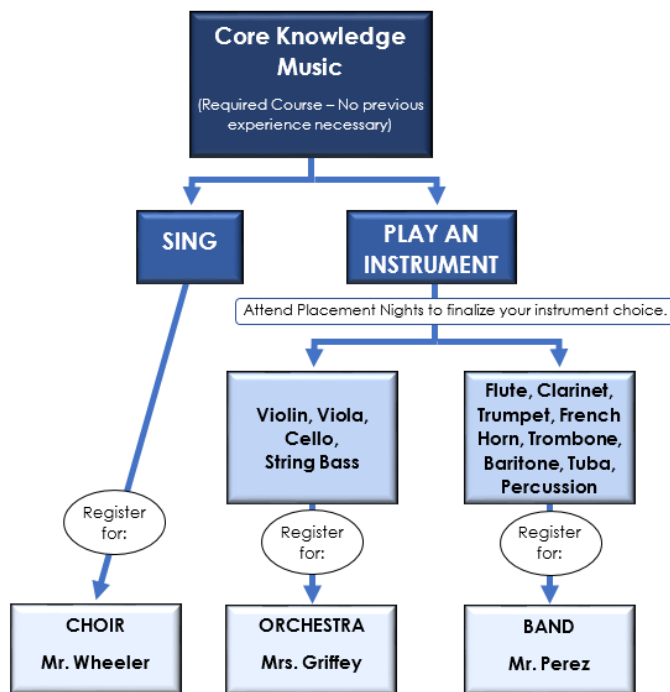 Core Knowledge
Music
(Required Course – No previous
experience necessary)
SING
PLAY AN
INSTRUMENT
Attend Placement Nights to finalize your instrument choice.
Violin, Viola,
Cello,
String Bass
Flute, Clarinet,
Trumpet, French
Horn, Trombone,
Baritone, Tuba,
Percussion
Register
for:
Register
for:
Register
for:
CHOIR
Mr. Wheeler
ORCHESTRA
Mrs. Griffey
BAND
Mr. Perez